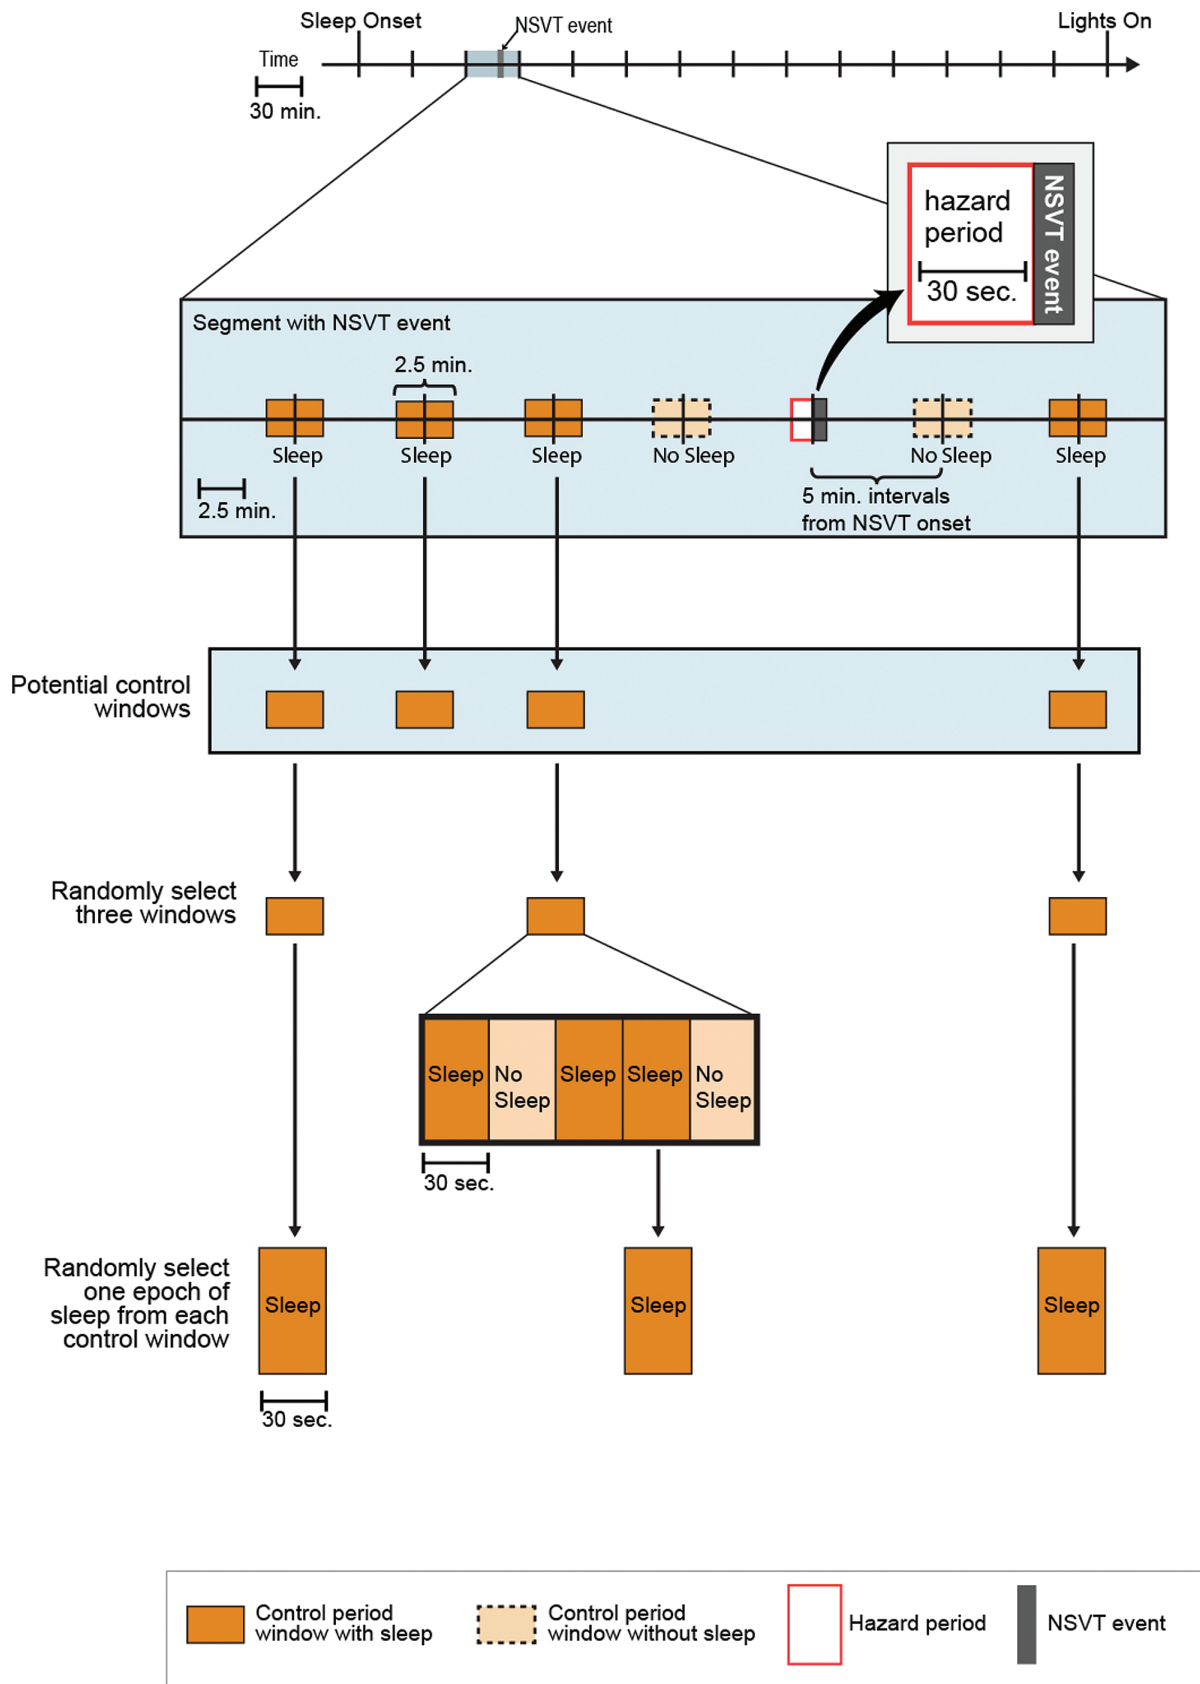 Sleep Onset
NSVT event
Lights On
Time
30 min.
hazard
period
30 sec.
NSVT event
Segment with NSVT event
2.5 min.
Sleep
Sleep
Sleep
No Sleep
No Sleep
Sleep
2.5 min.
5 min. intervals
from NSVT onset
Potential control
windows
Randomly select
three windows
Sleep
No
Sleep
Sleep
Sleep
No
Sleep
30 sec.
Randomly select
one epoch of
sleep from each
control window
Sleep
Sleep
Sleep
30 sec.
Control period
window with sleep
Control period
window without sleep
Hazard period
NSVT event